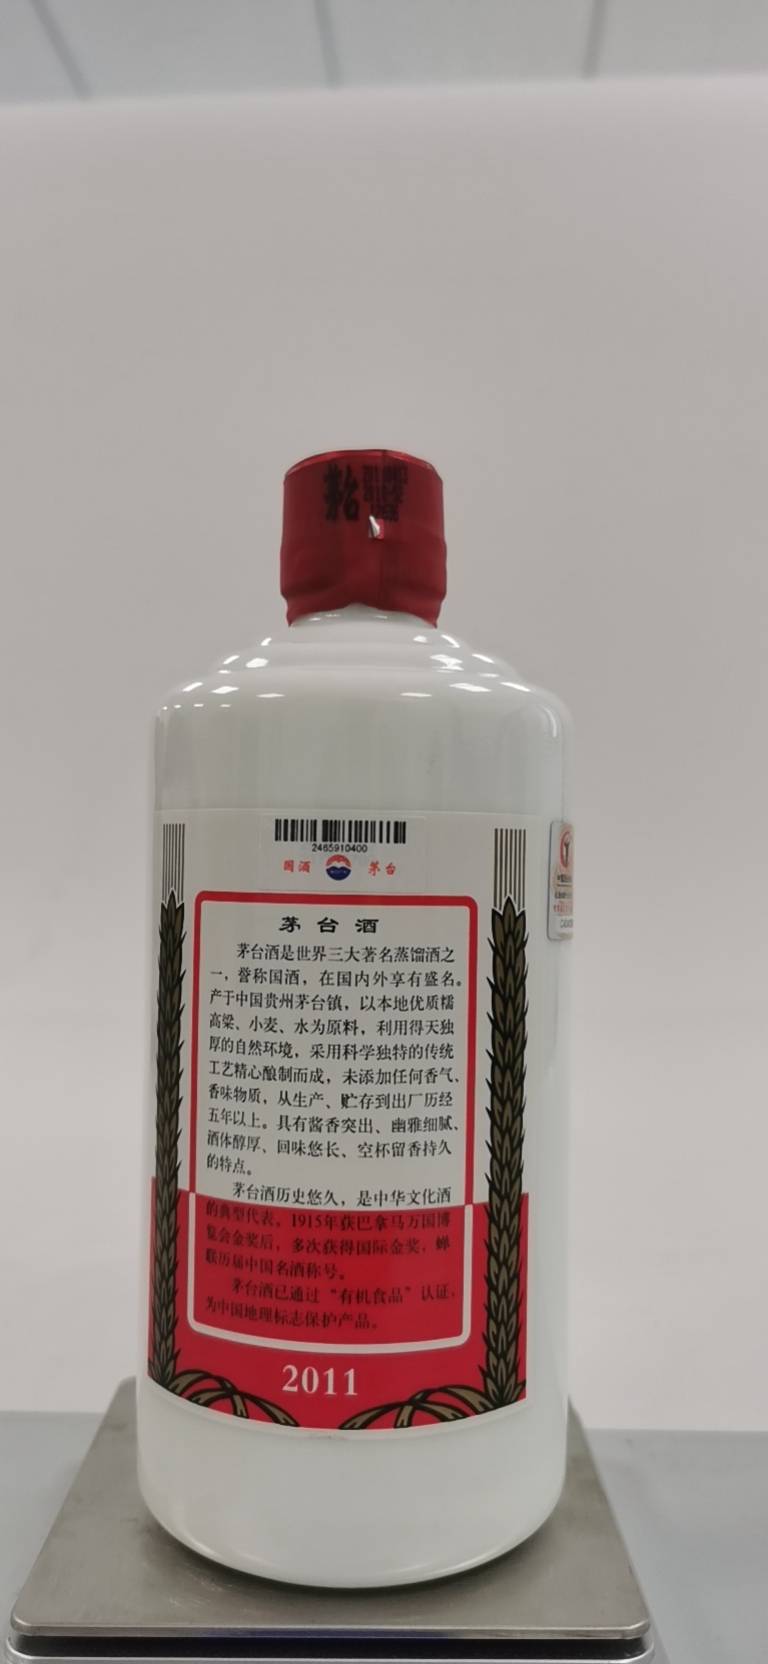 茅台
2465910400
国酒 茅台
茅台酒
茅台酒是世界三大著名蒸馏酒之
一，誉称国酒，在国内外享有盛名。
产于中国贵州茅台镇，以本地优质糯
高粱、小麦、水为原料，利用得天独
厚的自然环境，采用科学独特的传统
工艺精心酿制而成，未添加任何香气、
香味物质，从生产、贮存到出厂历经
五年以上。具有酱香突出、幽雅细腻、
酒体醇厚、回味悠长、空杯留香持久
的特点。
茅台酒历史悠久，是中华文化酒
的典型代表。1915年获巴拿马万国博
览会金奖后，多次获得国际金奖，蝉
联历届中国名酒称号。
茅台酒已通过“有机食品”认证，
为中国地理标志保护产品。
2011